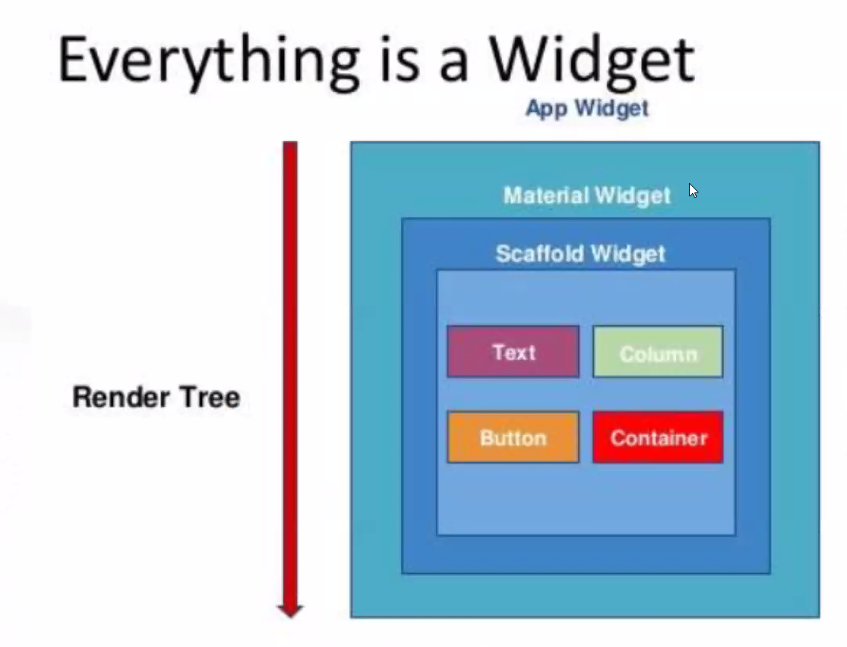 Everything is a Widget
App Widget
Material Widget
Scaffold Widget
Text
Column
Render Tree
Button
Container